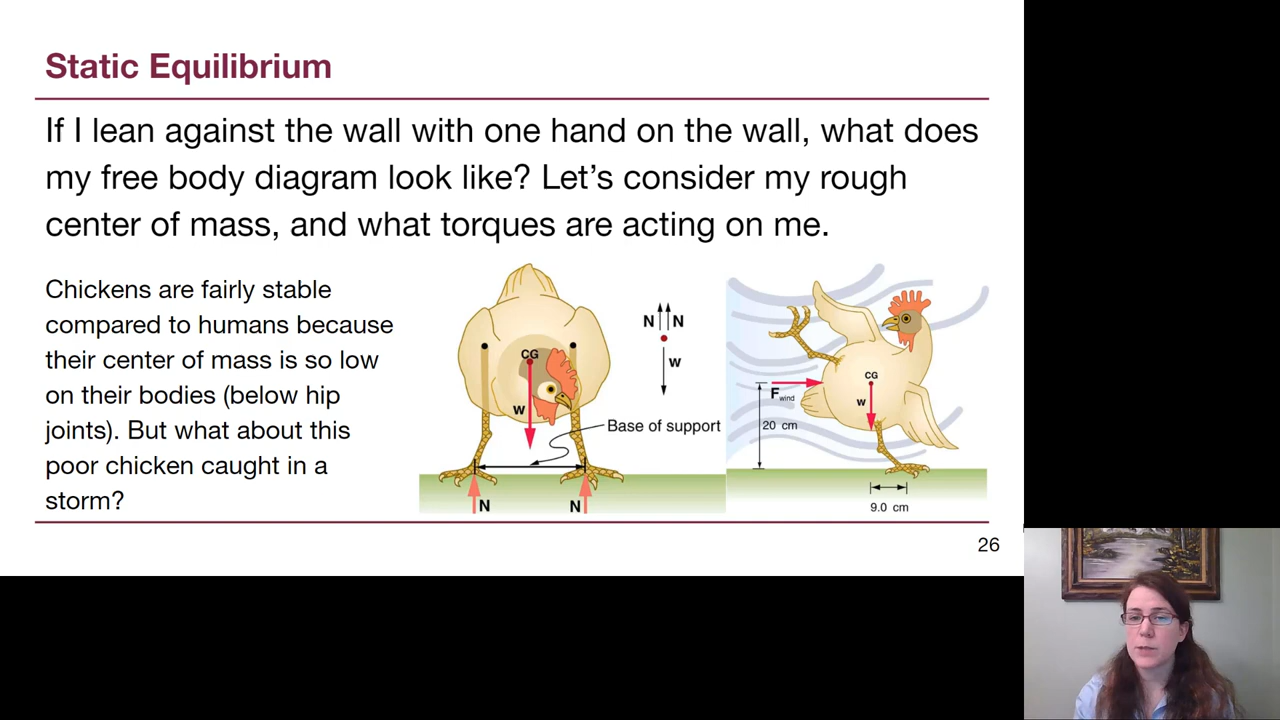 Static Equilibrium
If I lean against the wall with one hand on the wall, what does
my free body diagram look like? Let’s consider my rough
center of mass, and what torques are acting on me.
Chickens are fairly stable
compared to humans because
their center of mass is so low
on their bodies (below hip
joints). But what about this
poor chicken caught in a
storm?
CG
W
Base of support
N
N
N N
w
CG
W
F wind
20 cm
9.0 cm
26